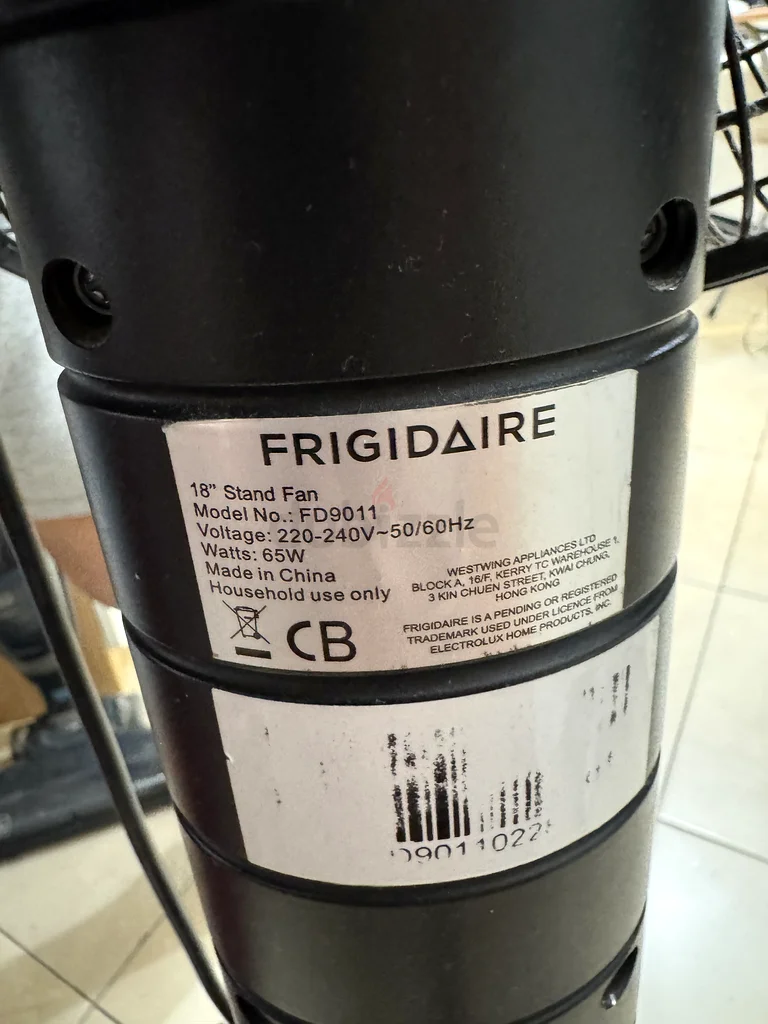 FRIGIDAIRE
18” Stand Fan
Model No.: FD9011
Voltage: 220-240V~50/60Hz
Watts: 65W
Made in China
Household use only
CB
WESTWING APPLIANCES LTD
BLOCK A, 16/F, KERRY TC WAREHOUSE 1,
3 KIN CHUEN STREET, KWAI CHUNG,
HONG KONG
FRIGIDAIRE IS A PENDING OR REGISTERED
TRADEMARK USED UNDER LICENCE FROM
ELECTROLUX HOME PRODUCTS, INC.
dubizzle